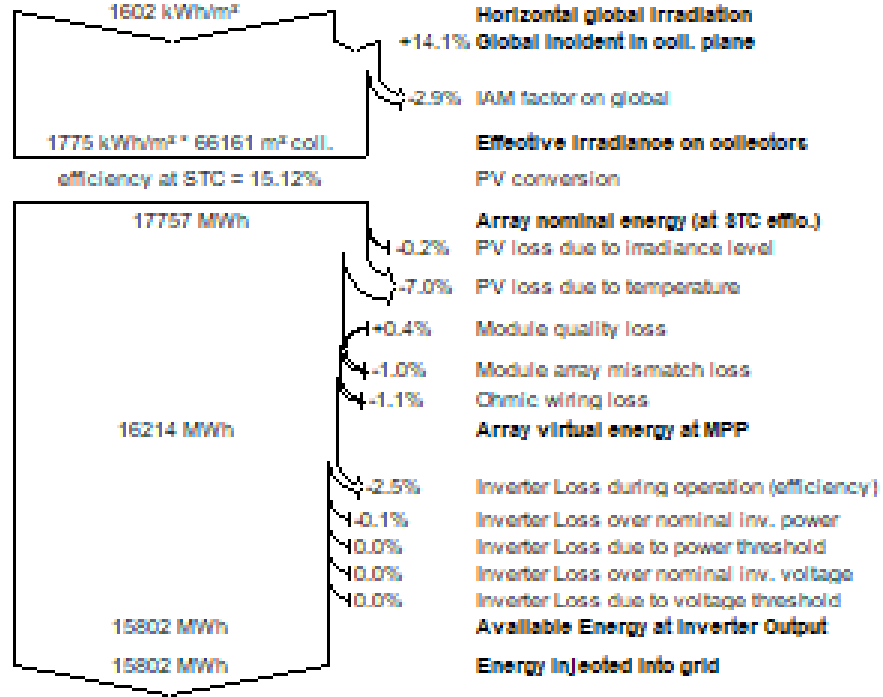 1602 kWh/m² Horizontal global irradiation
+14.1% Global incident in coll. plane
-2.9% IAM factor on global
1775 kWh/m² * 66161 m² coll. Effective irradiance on collectors
efficiency at STC = 15.12% PV conversion
17757 MWh Array nominal energy (at STC effic.)
-0.2% PV loss due to irradiance level
-7.0% PV loss due to temperature
+0.4% Module quality loss
-1.0% Module array mismatch loss
-1.1% Ohmic wiring loss
16214 MWh Array virtual energy at MPP
-2.5% Inverter Loss during operation (efficiency)
-0.1% Inverter Loss over nominal inv. power
0.0% Inverter Loss due to power threshold
0.0% Inverter Loss over nominal inv. voltage
0.0% Inverter Loss due to voltage threshold
15802 MWh Available Energy at Inverter Output
15802 MWh Energy injected into grid